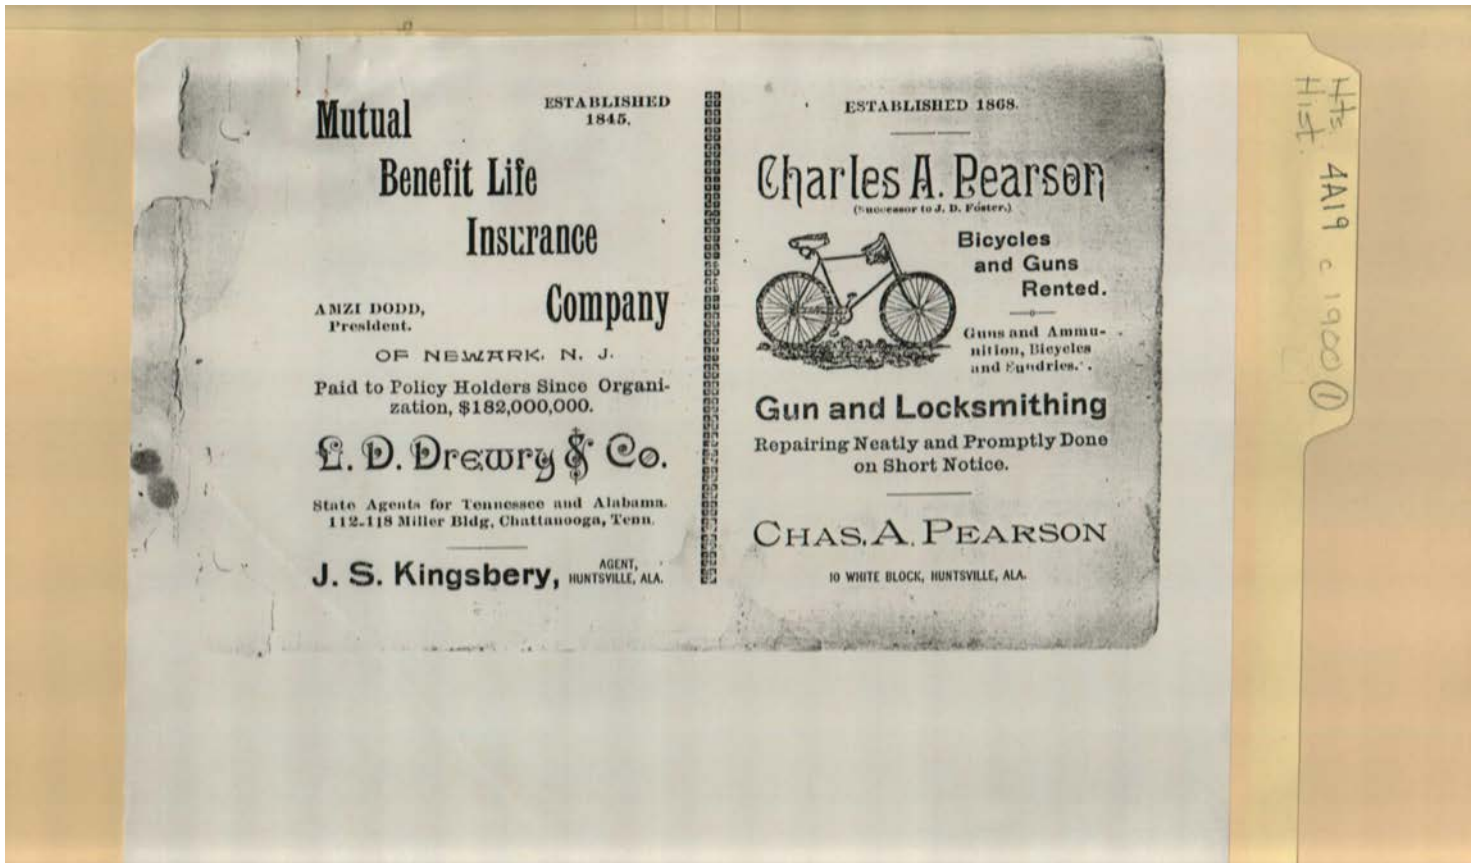 Mutual
ESTABLISHED
1845.
Benefit Life
Insurance
Company
AMZI DODD,
President.
OF NEWARK, N. J.
Paid to Policy Holders Since Organi-
zation, $182,000,000.
L. D. Drewry & Co.
State Agents for Tennessee and Alabama.
112-118 Miller Bldg, Chattanooga, Tenn.
J. S. Kingsbery,
AGENT,
HUNTSVILLE, ALA.
ESTABLISHED 1868.
Charles A. Pearson
(Successor to J. D. Foster.)
Bicycles
and Guns
Rented.
Guns and Ammu-
nition, Bicycles
and Sundries.
Gun and Locksmithing
Repairing Neatly and Promptly Done
on Short Notice.
CHAS. A. PEARSON
10 WHITE BLOCK, HUNTSVILLE, ALA.
Hts 4A19 c 1900 1
Hist.